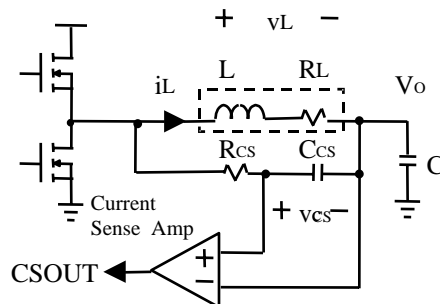 + vL −
iL L RL VO
RCS CCS C
+ vcs −
Current
Sense Amp
+
CSOUT
−